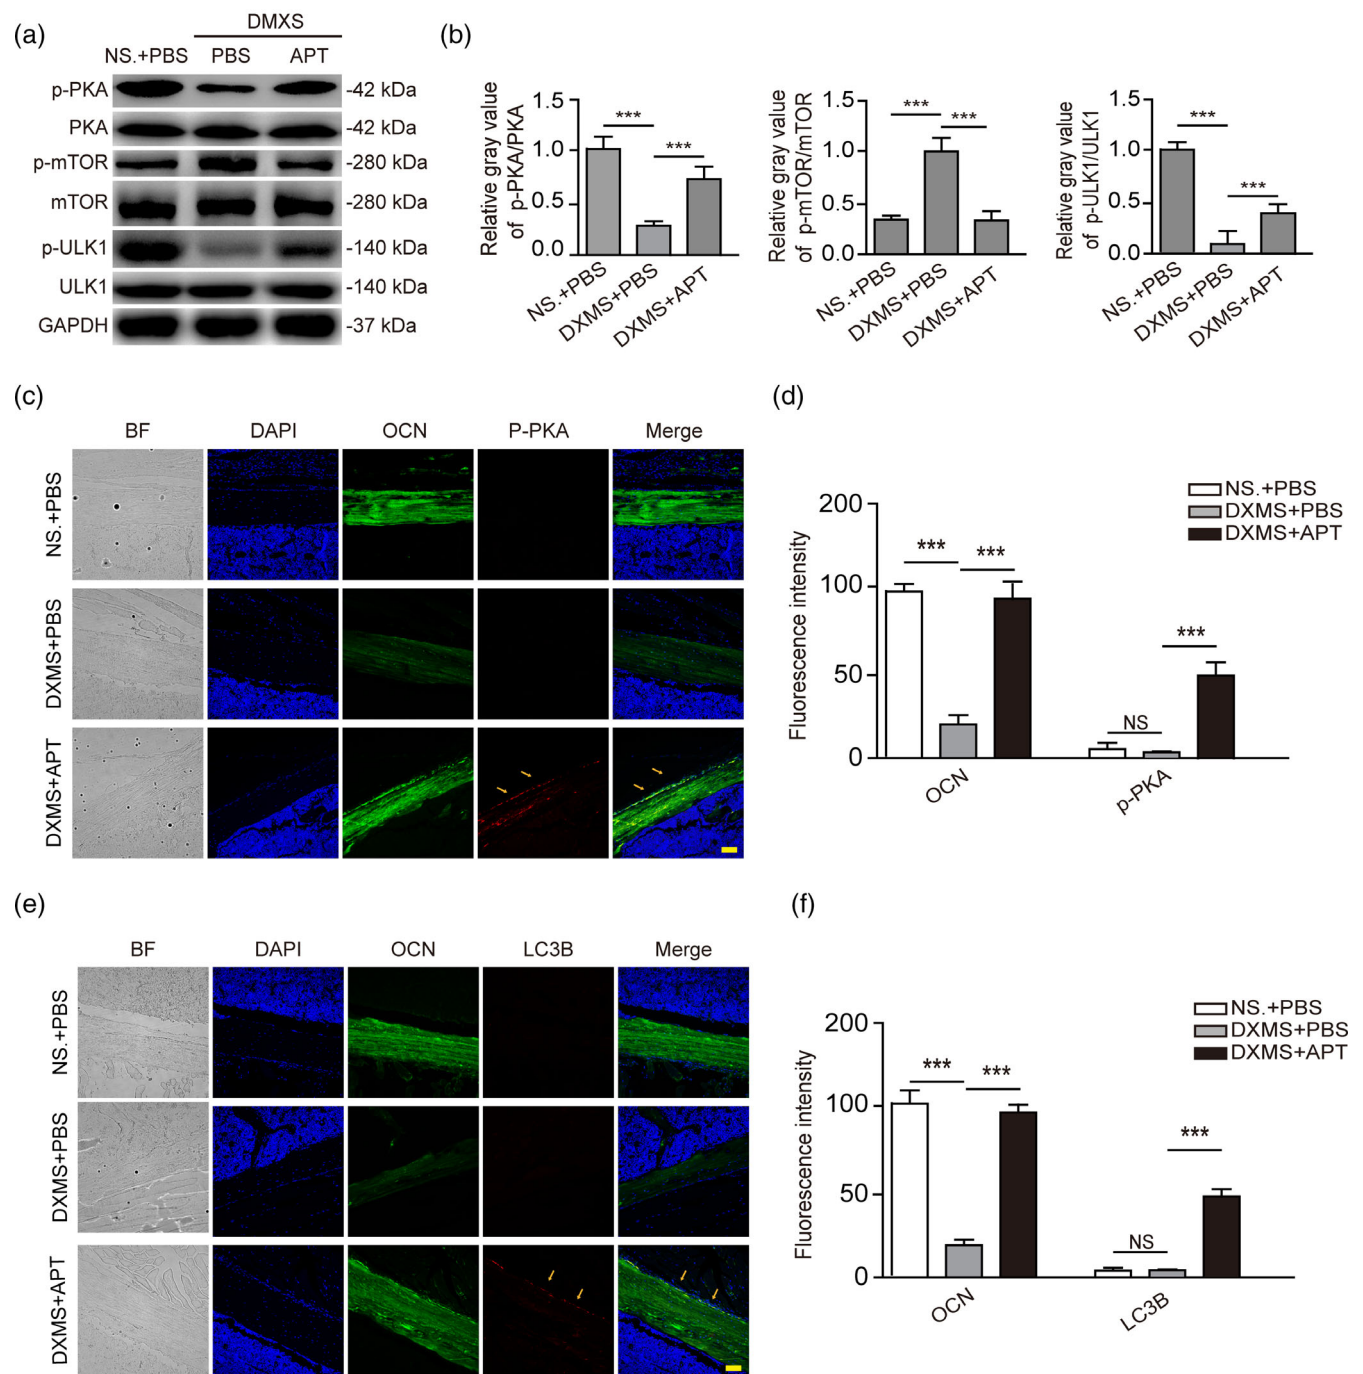 (a)
DMXS
NS.+PBS PBS APT
p-PKA -42 kDa
PKA -42 kDa
p-mTOR -280 kDa
mTOR -280 kDa
p-ULK1 -140 kDa
ULK1 -140 kDa
GAPDH -37 kDa
(b)
Relative gray value
of p-PKA/PKA
1.5
1.0
0.5
0.0
***
***
NS.+PBS
DXMS+PBS
DXMS+APT
Relative gray value
of p-mTOR/mTOR
1.5
1.0
0.5
0.0
***
***
NS.+PBS
DXMS+PBS
DXMS+APT
Relative gray value
of p-ULK1/ULK1
1.5
1.0
0.5
0.0
***
***
NS.+PBS
DXMS+PBS
DXMS+APT
(c)
BF DAPI OCN P-PKA Merge
NS.+PBS
DXMS+PBS
DXMS+APT
(d)
Fluorescence intensity
200
100
50
0
NS.+PBS
DXMS+PBS
DXMS+APT
*** ***
***
NS
OCN p-PKA
(e)
BF DAPI OCN LC3B Merge
NS.+PBS
DXMS+PBS
DXMS+APT
(f)
Fluorescence intensity
200
100
50
0
NS.+PBS
DXMS+PBS
DXMS+APT
*** ***
***
NS
OCN LC3B